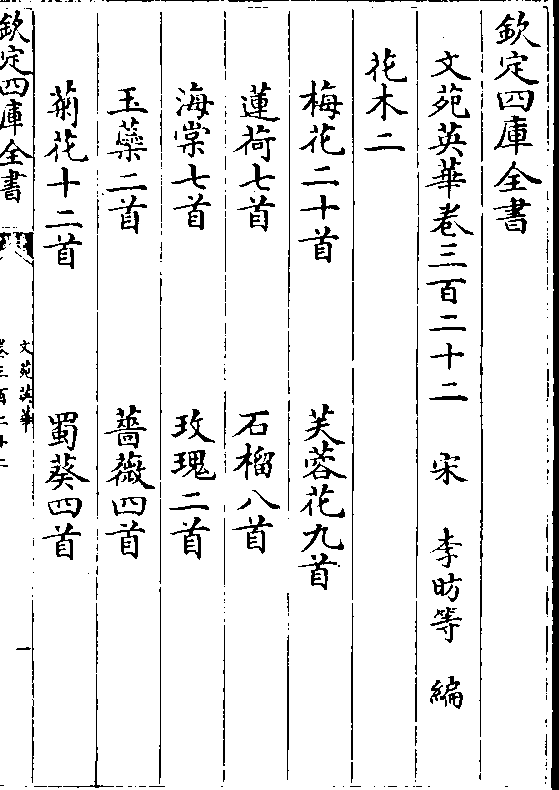 欽定四庫全書
文苑英華卷三百二十二 宋 李昉等 編
花木二
梅花二十首 芙蓉花九首
蓮荷七首 石榴八首
海棠七首 玫瑰二首
玉蘂二首 薔薇四首
菊花十二首 蜀葵四首
欽定四庫全書
文苑英華
卷三百二十二
一